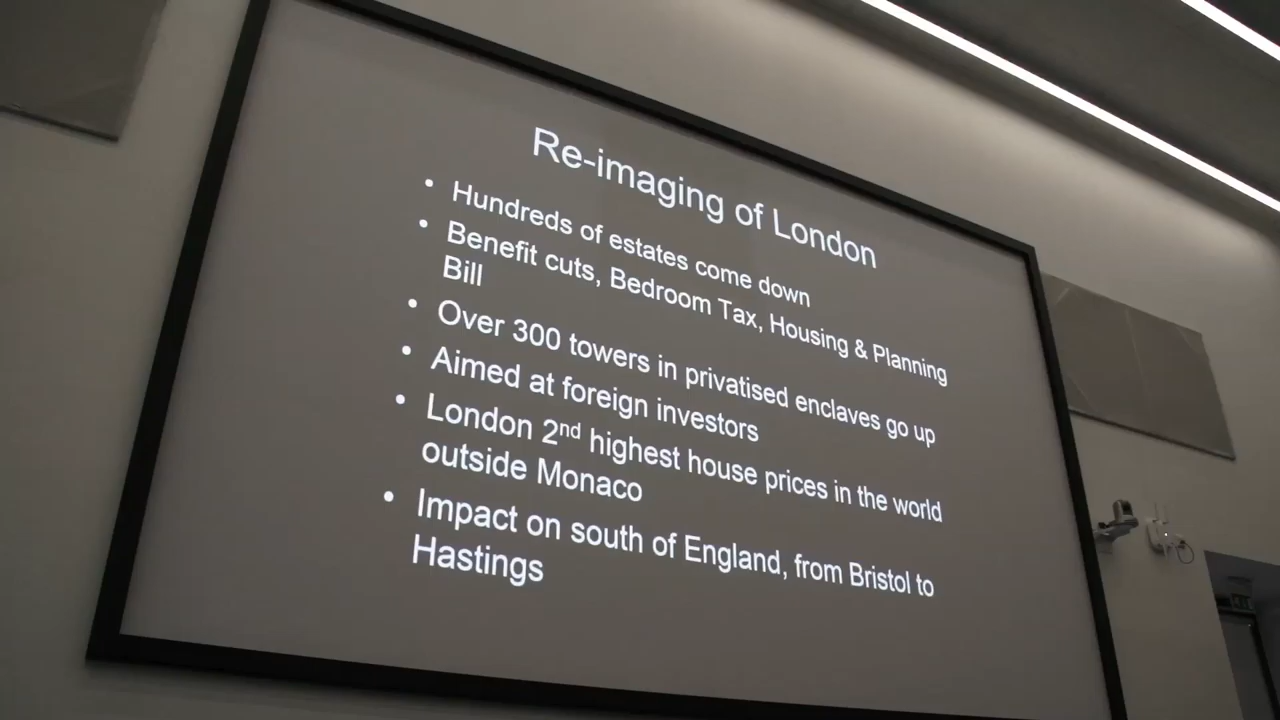 Re-imaging of London
• Hundreds of estates come down
• Benefit cuts, Bedroom Tax, Housing & Planning
Bill
• Over 300 towers in privatised enclaves go up
• Aimed at foreign investors
• London 2nd highest house prices in the world
outside Monaco
• Impact on south of England, from Bristol to
Hastings